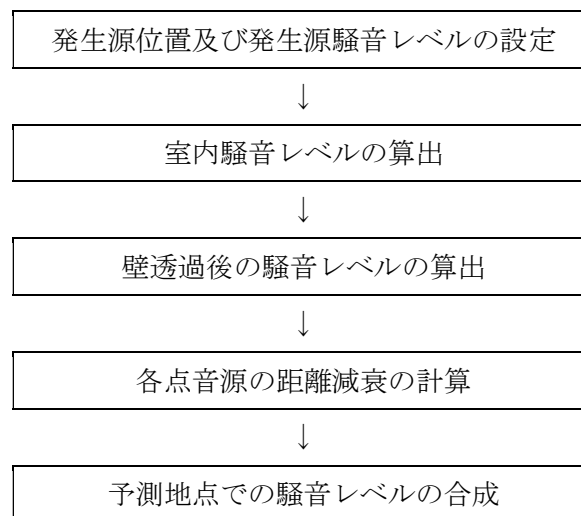 発生源位置及び発生源騒音レベルの設定
↓
室内騒音レベルの算出
↓
壁透過後の騒音レベルの算出
↓
各点音源の距離減衰の計算
↓
予測地点での騒音レベルの合成